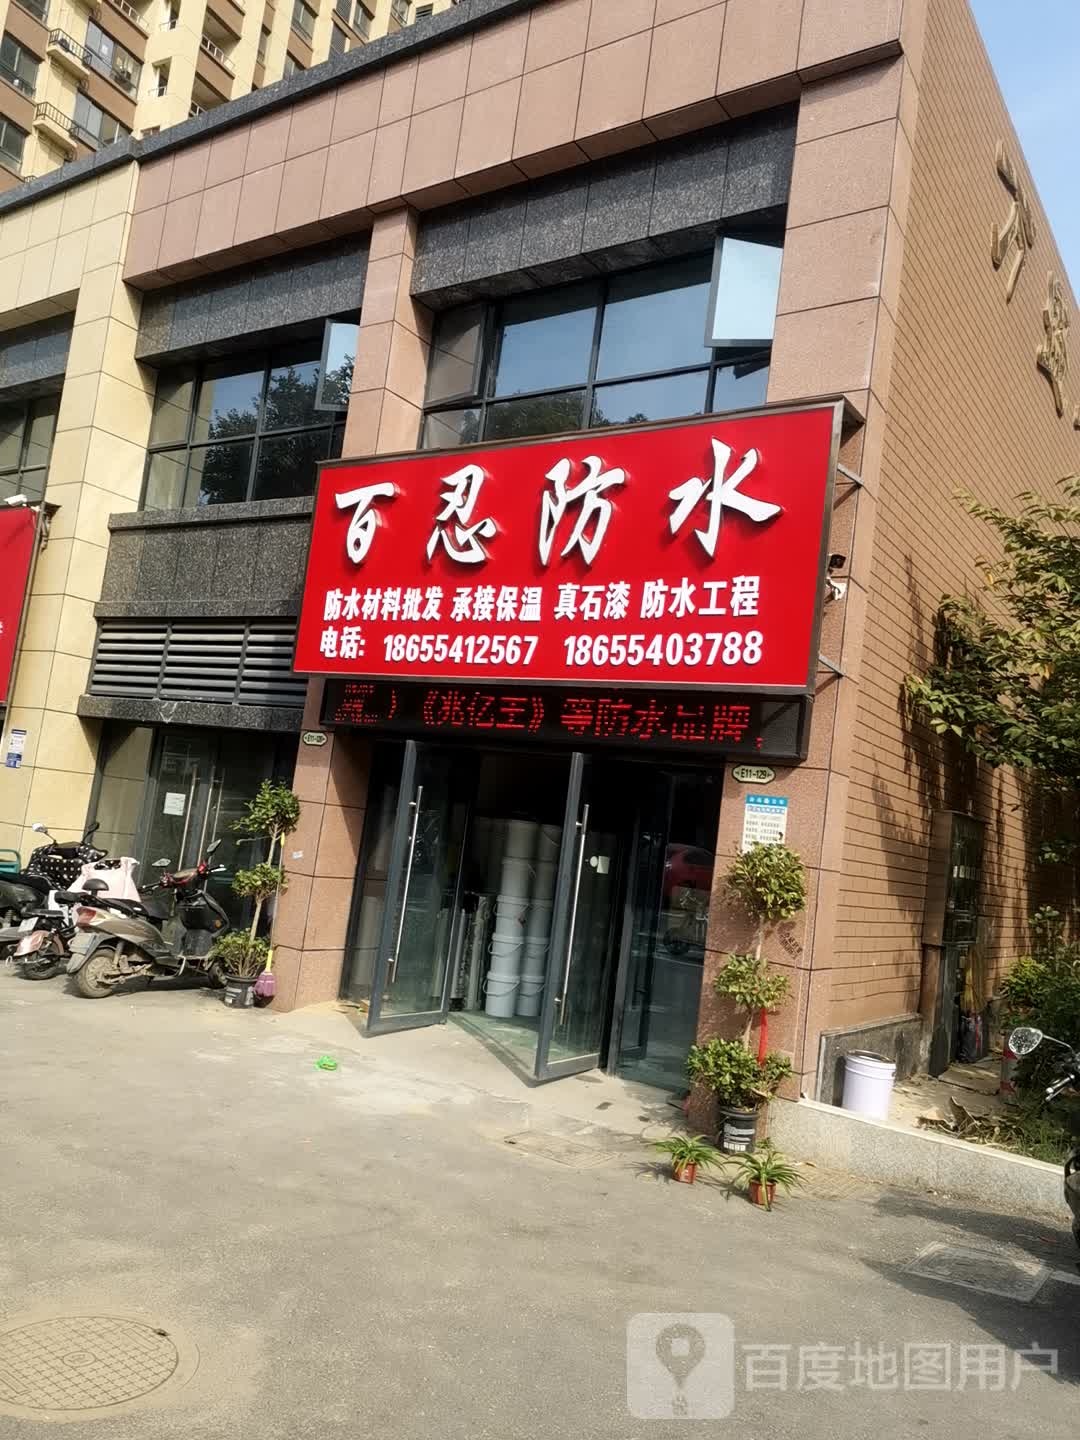 百忍防水
防水材料批发 承接保温 真石漆 防水工程
电话: 18655412567 18655403788
》《兆亿王》等防水品牌，
E11-129
百度地图用户